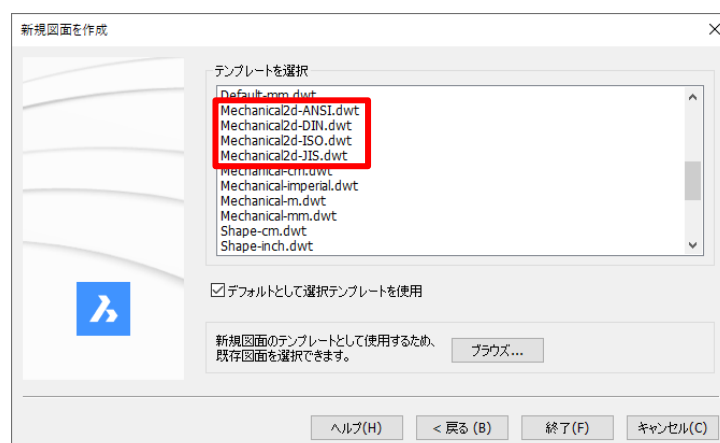 新規図面を作成
テンプレートを選択
Default-mm.dwt
Mechanical2d-ANSI.dwt
Mechanical2d-DIN.dwt
Mechanical2d-ISO.dwt
Mechanical2d-JIS.dwt
Mechanical-cm.dwt
Mechanical-imperial.dwt
Mechanical-m.dwt
Mechanical-mm.dwt
Shape-cm.dwt
Shape-inch.dwt
デフォルトとして選択テンプレートを使用
新規図面のテンプレートとして使用するため、
既存図面を選択できます。
ブラウズ...
ヘルプ(H)
< 戻る (B)
終了(F)
キャンセル(C)